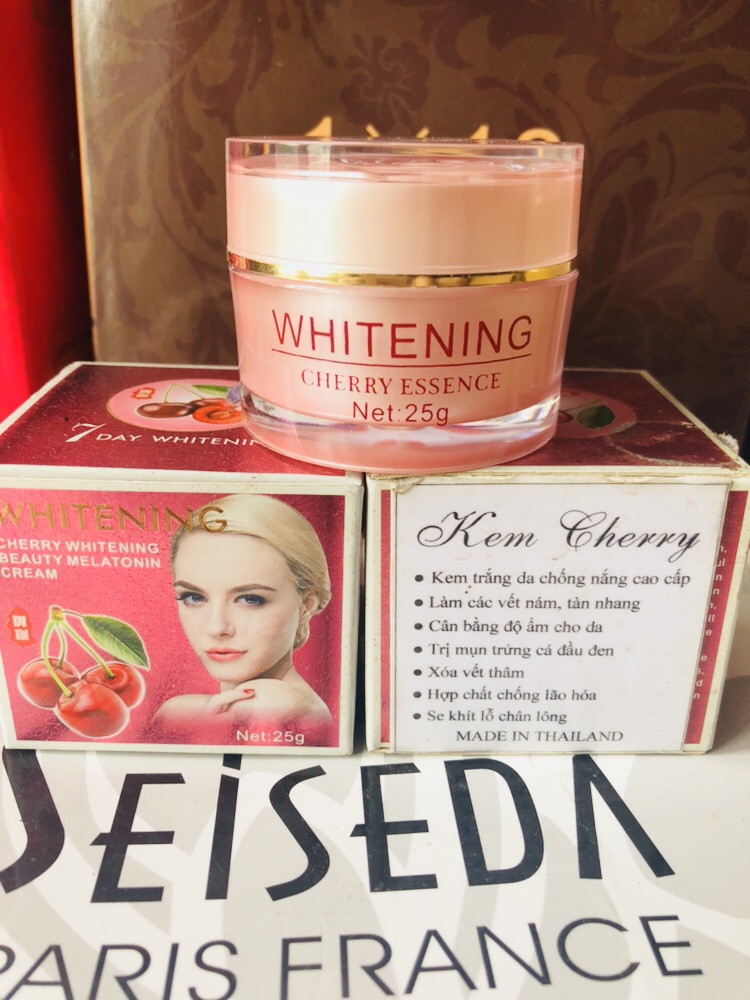 WHITENING
CHERRY ESSENCE
Net:25g
7 DAY WHITENIN
WHITENING
CHERRY WHITENING
BEAUTY MELATONIN
CREAM
Net:25g
Kem Cherry
• Kem trắng da chống nắng cao cấp
• Làm các vết nám, tàn nhang
• Cân bằng độ ẩm cho da
• Trị mụn trứng cá đầu đen
• Xóa vết thâm
• Hợp chất chống lão hóa
• Se khít lỗ chân lông
MADE IN THAILAND
SEISEDA
PARIS FRANCE